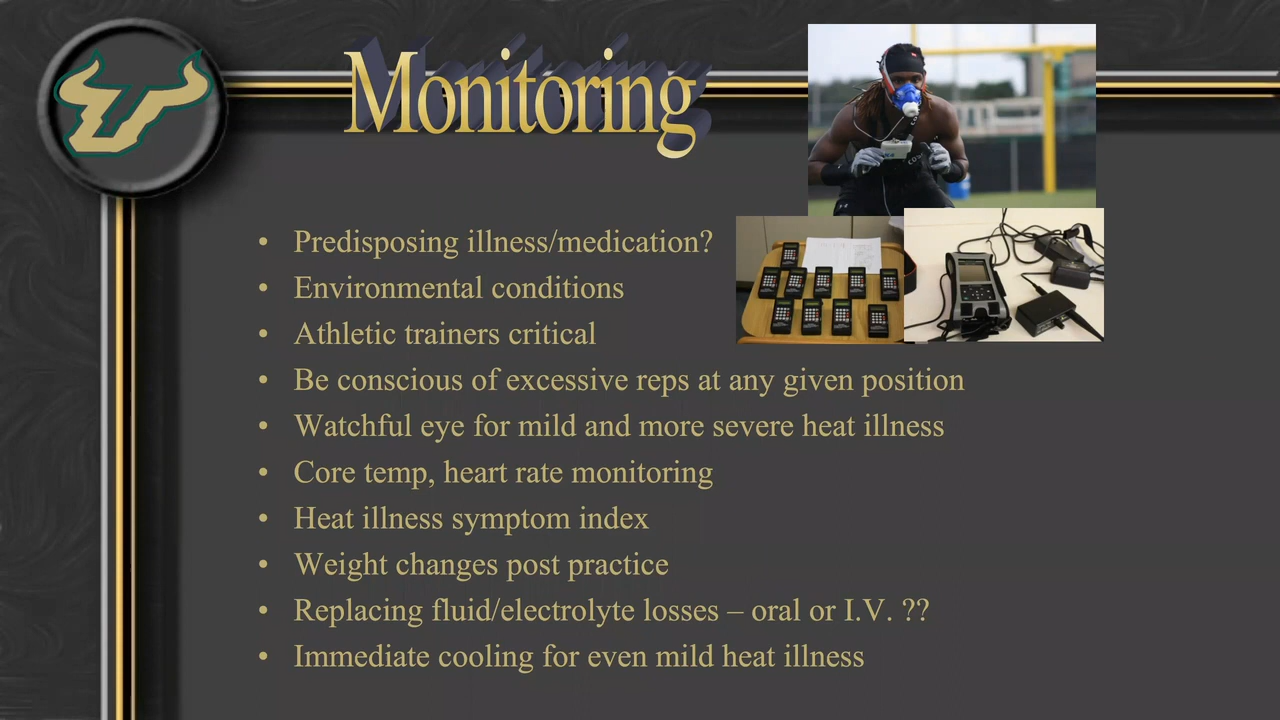 Monitoring
• Predisposing illness/medication?
• Environmental conditions
• Athletic trainers critical
• Be conscious of excessive reps at any given position
• Watchful eye for mild and more severe heat illness
• Core temp, heart rate monitoring
• Heat illness symptom index
• Weight changes post practice
• Replacing fluid/electrolyte losses – oral or I.V. ??
• Immediate cooling for even mild heat illness